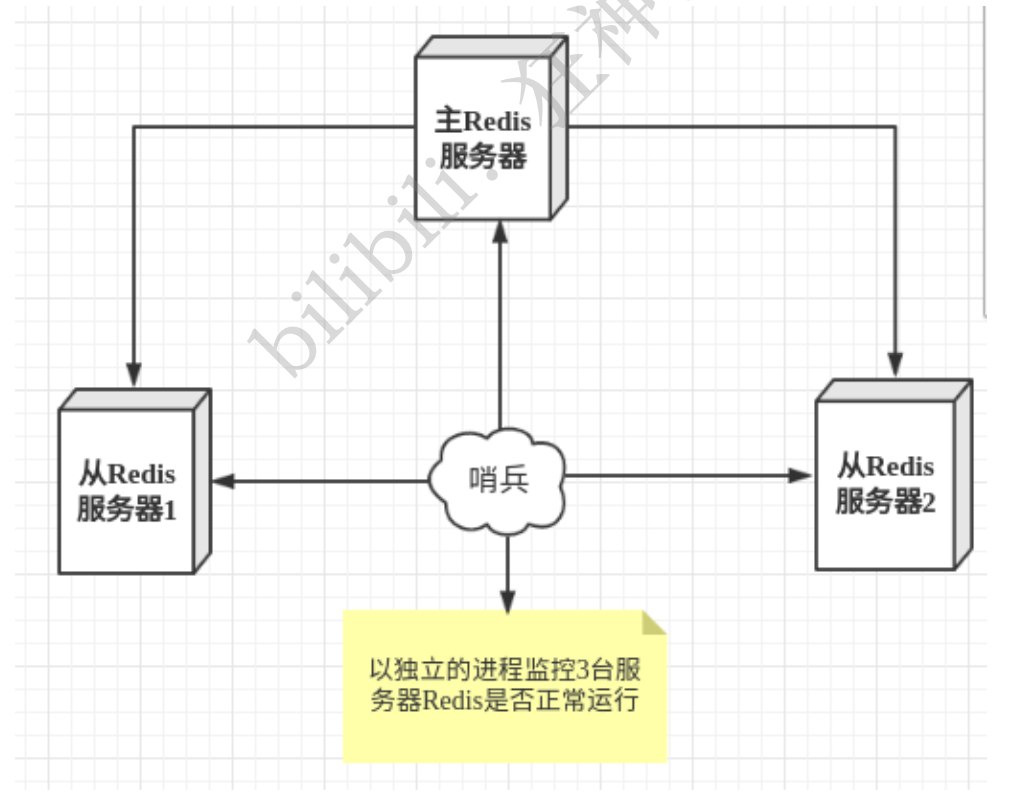 主Redis
服务器
bilibili: 狂神
从Redis
服务器1
哨兵
从Redis
服务器2
以独立的进程监控3台服
务器Redis是否正常运行